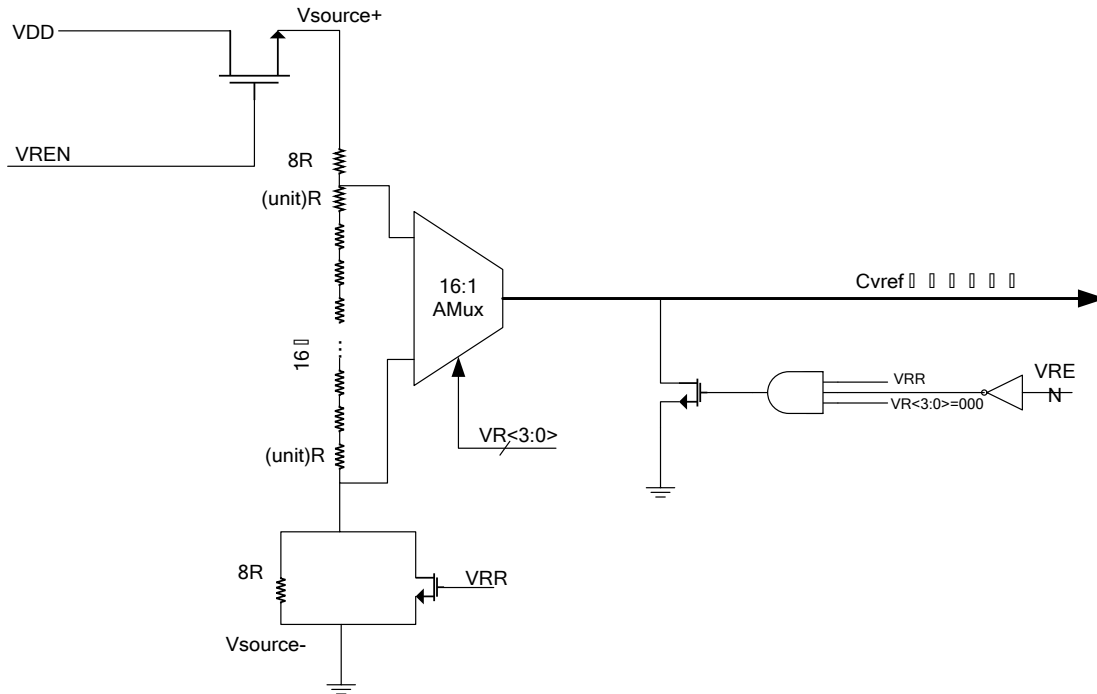 Vsource+
VDD
VREN
8R
(unit)R
16:1
AMux
Cvref
16
...
VRR
VRE
N
VR<3:0>=000
VR<3:0>
(unit)R
8R
VRR
Vsource-